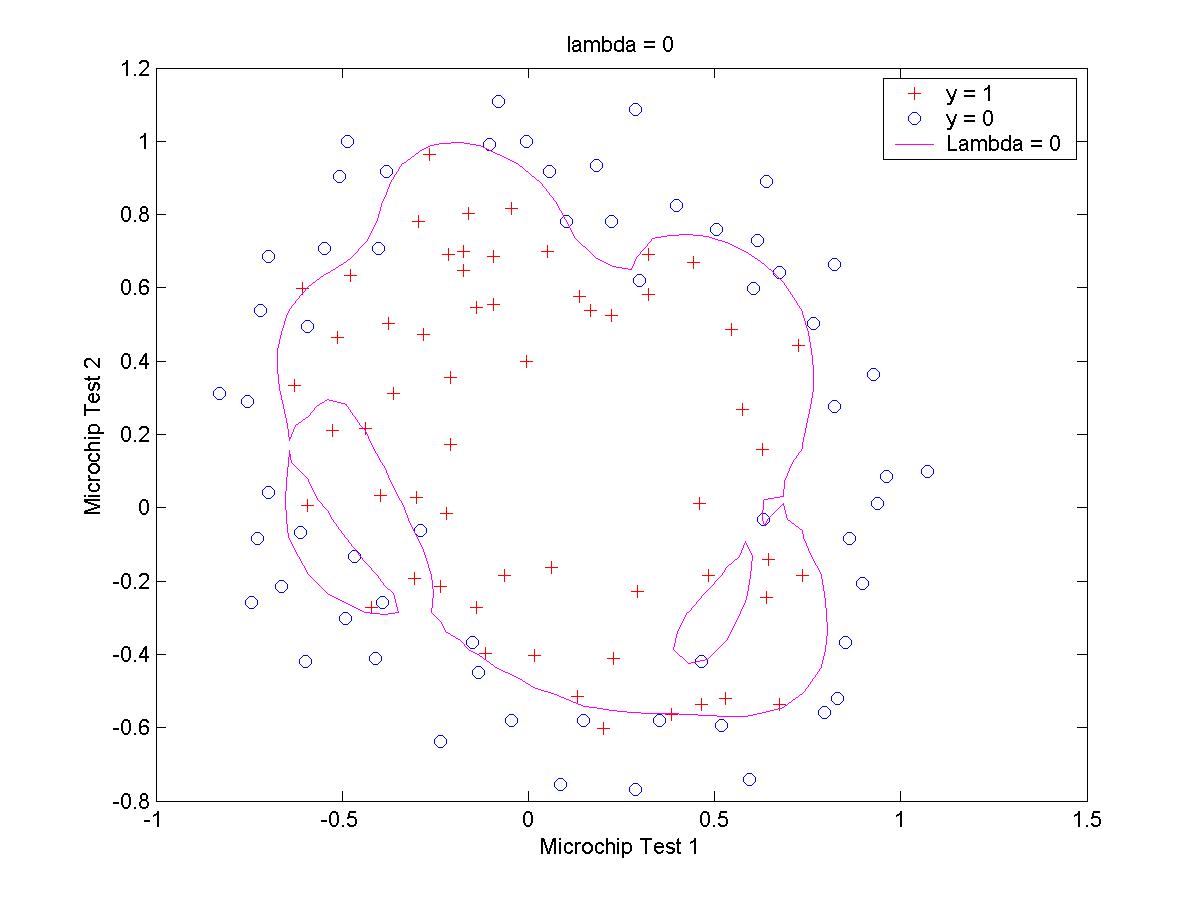 lambda = 0
1.2
1
0.8
0.6
0.4
0.2
0
-0.2
-0.4
-0.6
-0.8
-1
-0.5
0
0.5
1
1.5
Microchip Test 1
Microchip Test 2
y = 1
y = 0
Lambda = 0